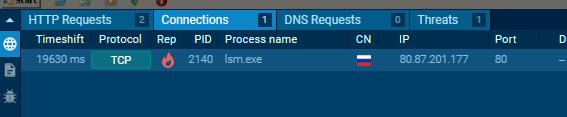 Start
HTTP Requests 2 Connections 1 DNS Requests 0 Threats 1
Timeshift Protocol Rep PID Process name CN IP Port D
19630 ms TCP 2140 lsm.exe 80.87.201.177 80 –